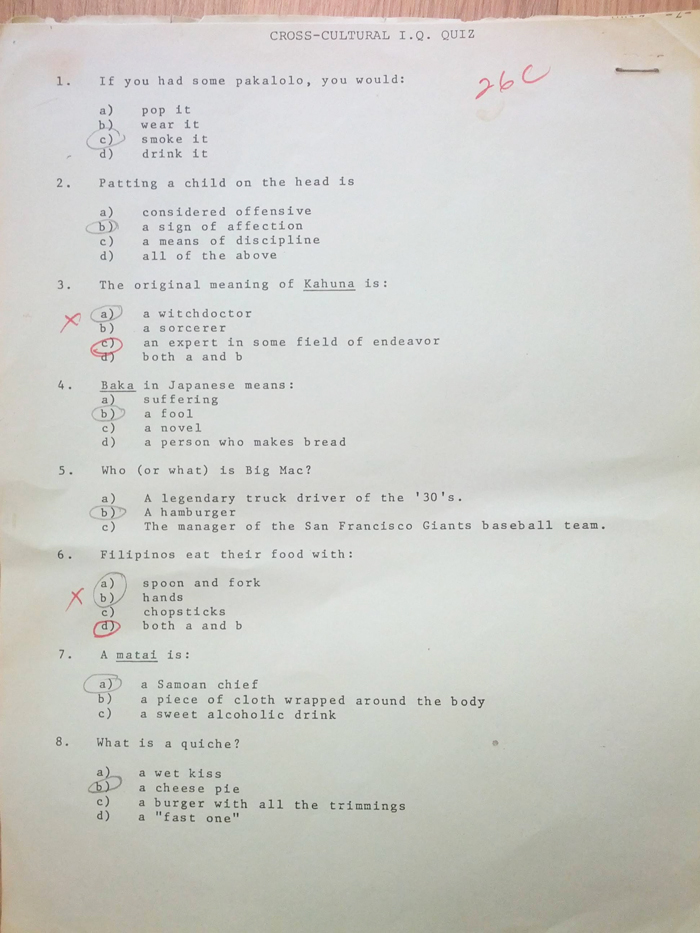 CROSS-CULTURAL I.Q. QUIZ
26C
1. If you had some pakalolo, you would:
a) pop it
b) wear it
c) smoke it
d) drink it
2. Patting a child on the head is
a) considered offensive
b) a sign of affection
c) a means of discipline
d) all of the above
3. The original meaning of Kahuna is:
a) a witchdoctor
b) a sorcerer
c) an expert in some field of endeavor
d) both a and b
4. Baka in Japanese means:
a) suffering
b) a fool
c) a novel
d) a person who makes bread
5. Who (or what) is Big Mac?
a) A legendary truck driver of the '30's.
b) A hamburger
c) The manager of the San Francisco Giants baseball team.
6. Filipinos eat their food with:
a) spoon and fork
b) hands
c) chopsticks
d) both a and b
7. A matai is:
a) a Samoan chief
b) a piece of cloth wrapped around the body
c) a sweet alcoholic drink
8. What is a quiche?
a) a wet kiss
b) a cheese pie
c) a burger with all the trimmings
d) a "fast one"